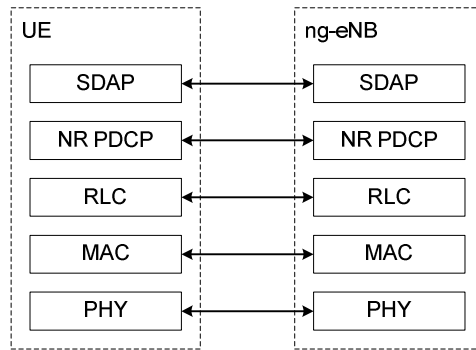 UE ng-eNB
SDAP SDAP
NR PDCP NR PDCP
RLC RLC
MAC MAC
PHY PHY